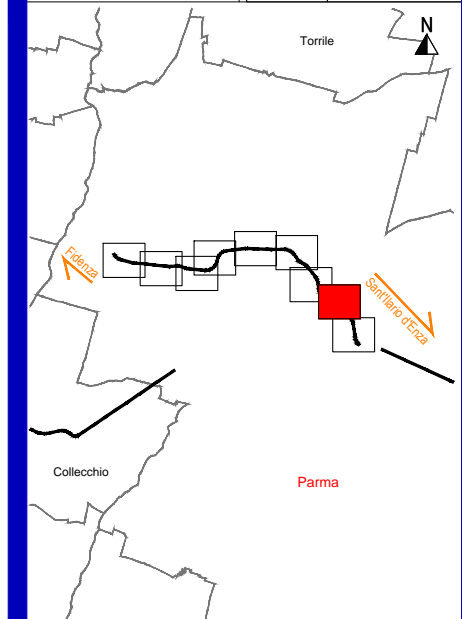 N
Torrile
Fidenza
Sant'Ilario d'Enza
Collecchio
Parma